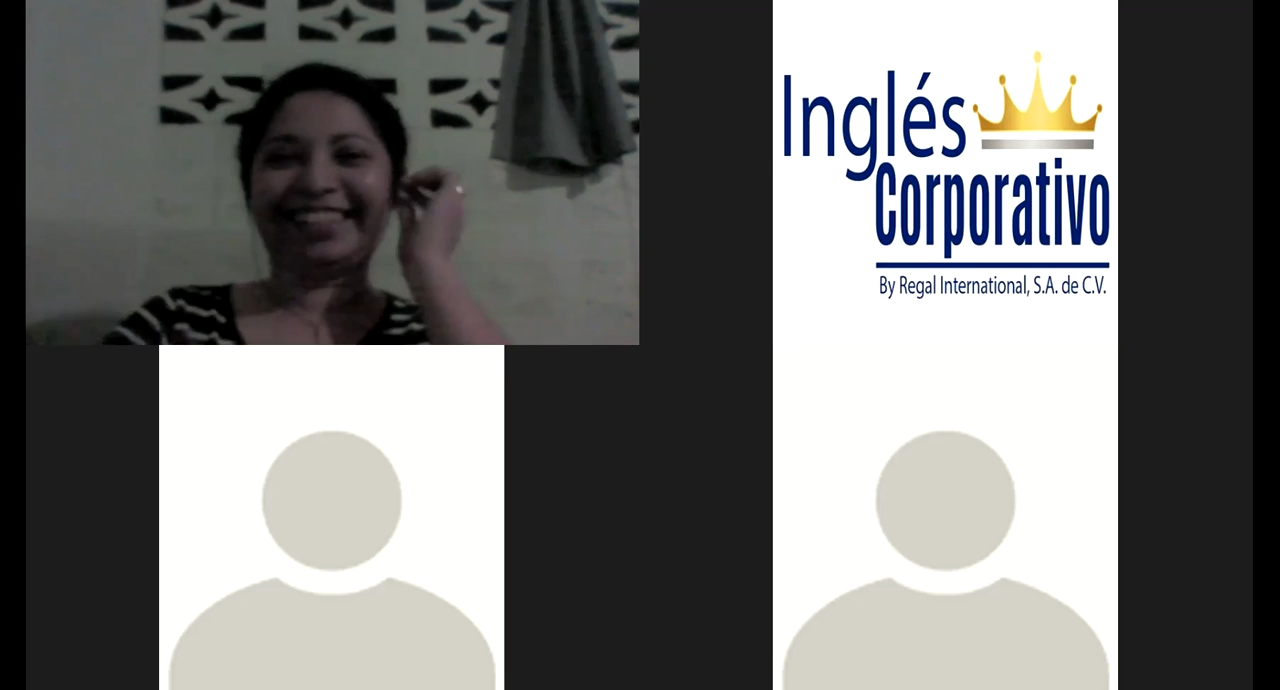 Inglés
Corporativo
By Regal International, S.A. de C.V.